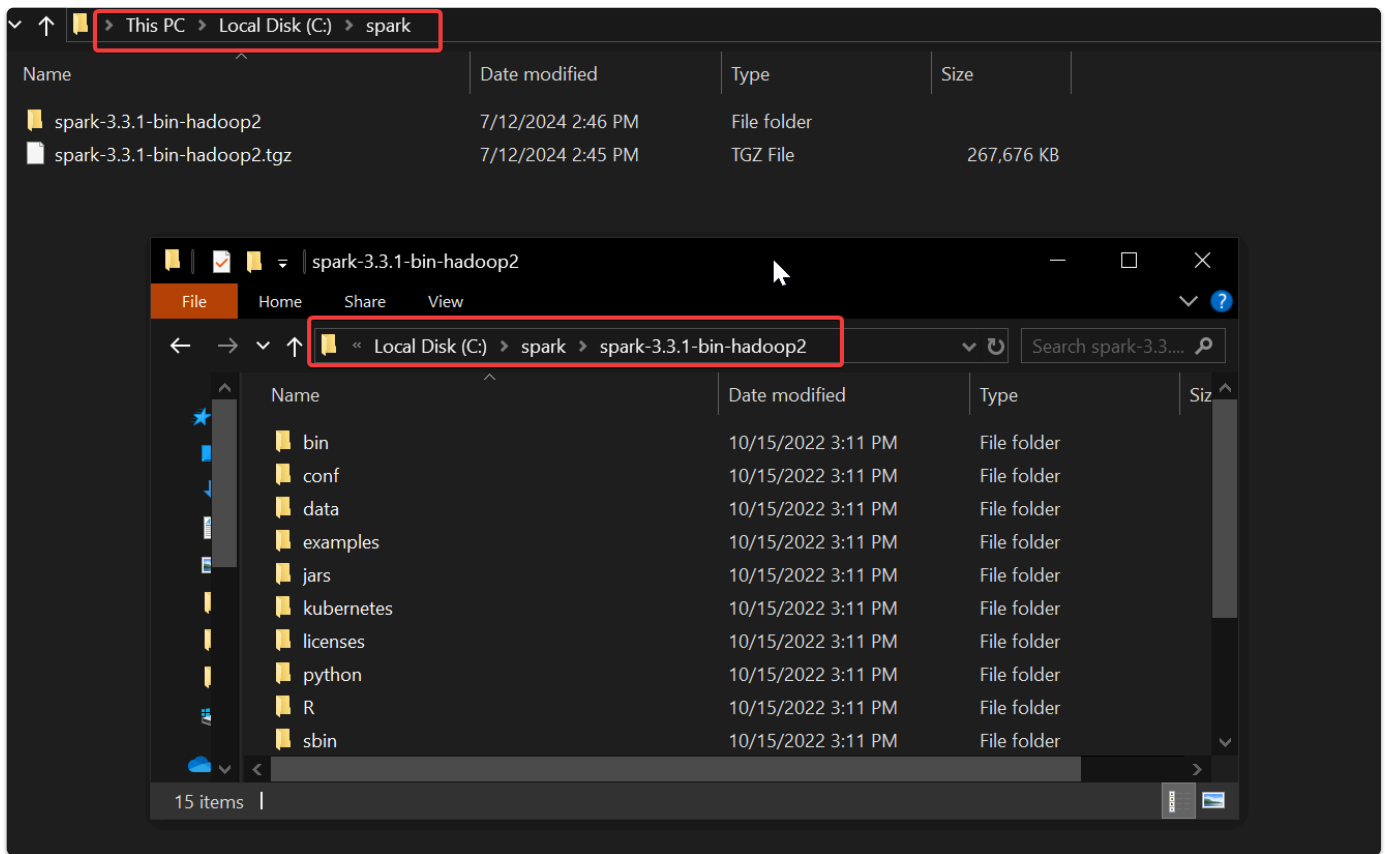 This PC > Local Disk (C:) > spark
Name Date modified Type Size
spark-3.3.1-bin-hadoop2 7/12/2024 2:46 PM File folder
spark-3.3.1-bin-hadoop2.tgz 7/12/2024 2:45 PM TGZ File 267,676 KB
spark-3.3.1-bin-hadoop2
File Home Share View ?
« Local Disk (C:) > spark > spark-3.3.1-bin-hadoop2 Search spark-3.3....
Name Date modified Type Siz
bin 10/15/2022 3:11 PM File folder
conf 10/15/2022 3:11 PM File folder
data 10/15/2022 3:11 PM File folder
examples 10/15/2022 3:11 PM File folder
jars 10/15/2022 3:11 PM File folder
kubernetes 10/15/2022 3:11 PM File folder
licenses 10/15/2022 3:11 PM File folder
python 10/15/2022 3:11 PM File folder
R 10/15/2022 3:11 PM File folder
sbin 10/15/2022 3:11 PM File folder
15 items